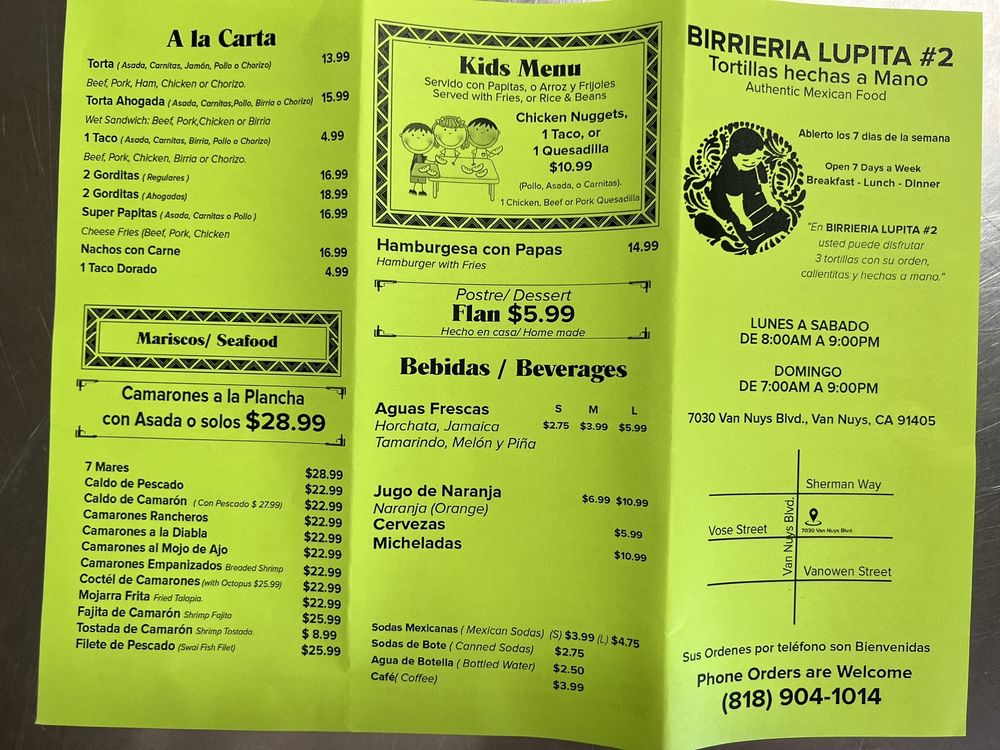 A la Carta
Torta (Asada, Carnitas, Jamón, Pollo o Chorizo) 13.99
Beef, Pork, Ham, Chicken or Chorizo.
Torta Ahogada (Asada, Carnitas,Pollo, Birria o Chorizo) 15.99
Wet Sandwich: Beef, Pork,Chicken or Birria
1 Taco (Asada, Carnitas, Birria, Pollo o Chorizo) 4.99
Beef, Pork, Chicken, Birria or Chorizo.
2 Gorditas (Regulares) 16.99
2 Gorditas (Ahogadas) 18.99
Super Papitas (Asada, Carnitas o Pollo) 16.99
Cheese Fries (Beef, Pork, Chicken
Nachos con Carne 16.99
1 Taco Dorado 4.99
Mariscos/ Seafood
Camarones a la Plancha
con Asada o solos $28.99
7 Mares $28.99
Caldo de Pescado $22.99
Caldo de Camarón (Con Pescado $ 27.99) $22.99
Camarones Rancheros $22.99
Camarones a la Diabla $22.99
Camarones al Mojo de Ajo $22.99
Camarones Empanizados Breaded Shrimp $22.99
Coctél de Camarones (with Octopus $25.99) $22.99
Mojarra Frita Fried Talapia. $22.99
Fajita de Camarón Shrimp Fajita $25.99
Tostada de Camarón Shrimp Tostada. $ 8.99
Filete de Pescado (Swai Fish Filet) $25.99
Kids Menu
Servido con Papitas, o Arroz y Frijoles
Served with Fries, or Rice & Beans
Chicken Nuggets,
1 Taco, or
1 Quesadilla
$10.99
(Pollo, Asada, o Carnitas).
1 Chicken, Beef or Pork Quesadilla
Hamburgesa con Papas 14.99
Hamburger with Fries
Postre/ Dessert
Flan $5.99
Hecho en casa/ Home made
Bebidas / Beverages
Aguas Frescas S M L
Horchata, Jamaica $2.75 $3.99 $5.99
Tamarindo, Melón y Piña
Jugo de Naranja $6.99 $10.99
Naranja (Orange)
Cervezas $5.99
Micheladas $10.99
Sodas Mexicanas (Mexican Sodas) (S) $3.99 (L) $4.75
Sodas de Bote (Canned Sodas) $2.75
Agua de Botella (Bottled Water) $2.50
Café(Coffee) $3.99
BIRRIERIA LUPITA #2
Tortillas hechas a Mano
Authentic Mexican Food
Abierto los 7 dias de la semana
Open 7 Days a Week
Breakfast - Lunch - Dinner
"En BIRRIERIA LUPITA #2
usted puede disfrutar
3 tortillas con su orden,
calientitas y hechas a mano."
LUNES A SABADO
DE 8:00AM A 9:00PM
DOMINGO
DE 7:00AM A 9:00PM
7030 Van Nuys Blvd., Van Nuys, CA 91405
Sherman Way
Vose Street
Van Nuys Blvd.
7030 Van Nuys Blvd.
Vanowen Street
Sus Ordenes por teléfono son Bienvenidas
Phone Orders are Welcome
(818) 904-1014